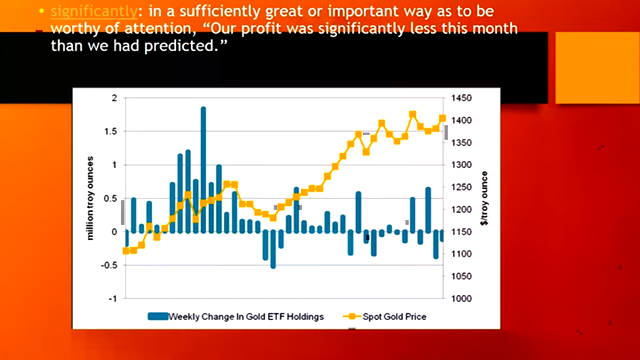 • significantly: in a sufficiently great or important way as to be
worthy of attention, “Our profit was significantly less this month
than we had predicted.”
2
1.5
1
0.5
0
-0.5
-1
million troy ounces
1450
1400
1350
1300
1250
1200
1150
1100
1050
1000
$/troy ounce
Weekly Change In Gold ETF Holdings
Spot Gold Price